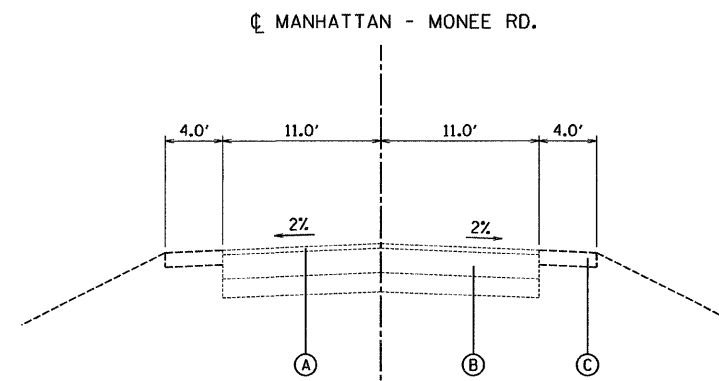 ℄ MANHATTAN - MONEE RD.
4.0' 11.0' 11.0' 4.0'
2% 2%
A B C